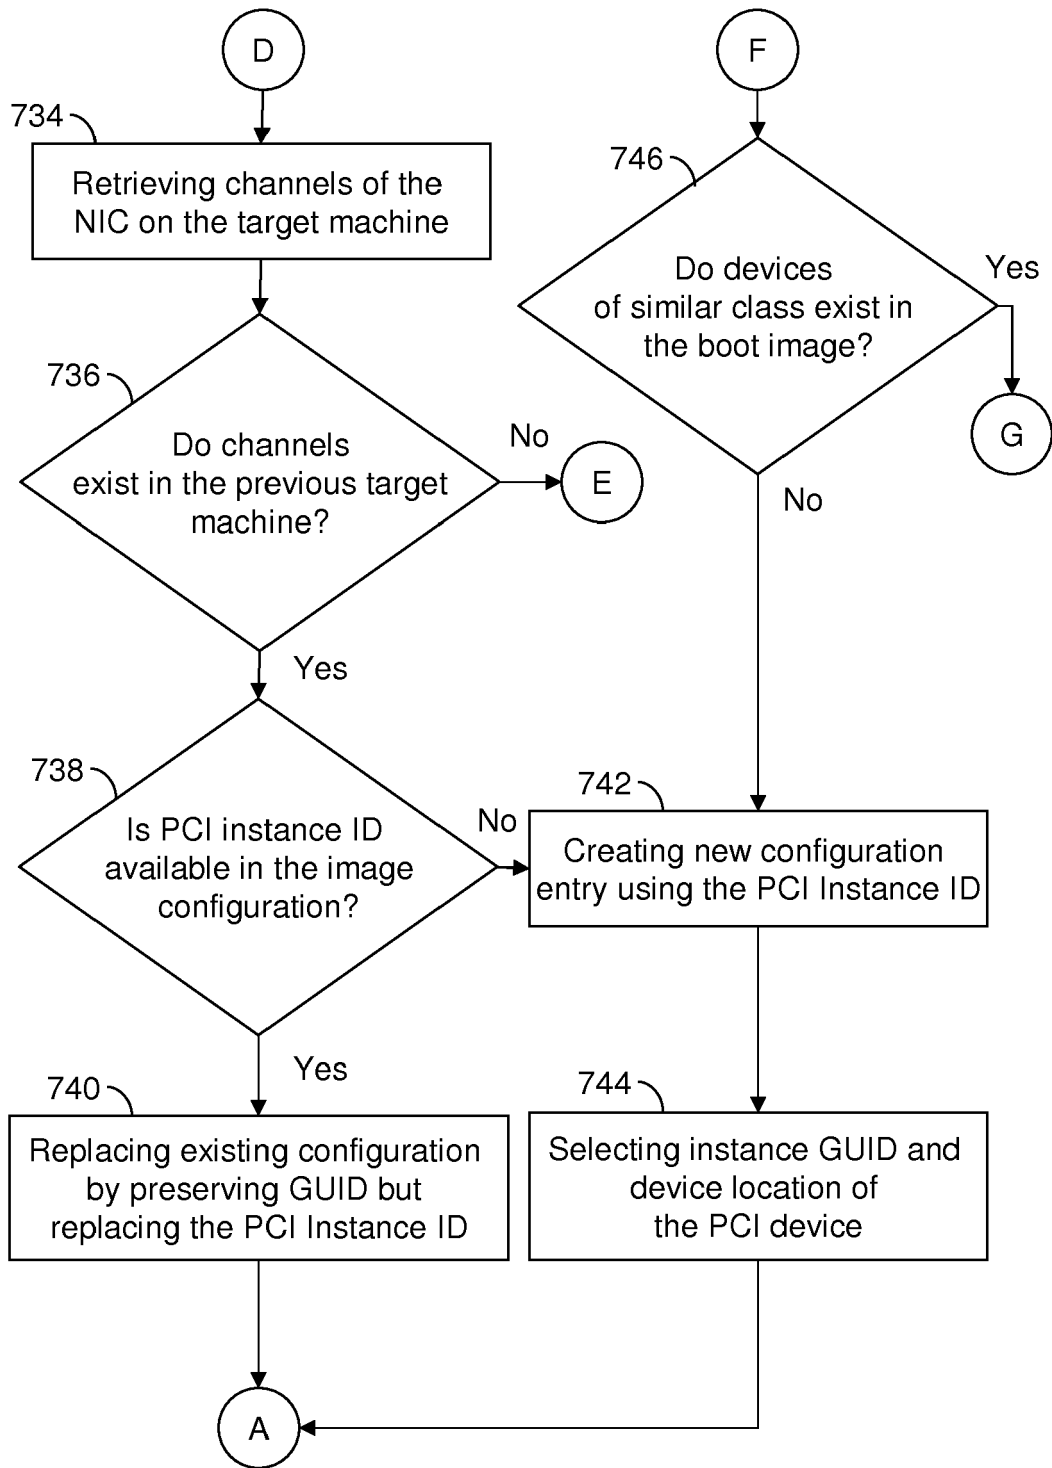 D
734
Retrieving channels of the
NIC on the target machine
736
Do channels
exist in the previous target
machine?
No
E
Yes
738
Is PCI instance ID
available in the image
configuration?
No
Yes
740
Replacing existing configuration
by preserving GUID but
replacing the PCI Instance ID
A
F
746
Do devices
of similar class exist in
the boot image?
Yes
G
No
742
Creating new configuration
entry using the PCI Instance ID
744
Selecting instance GUID and
device location of
the PCI device